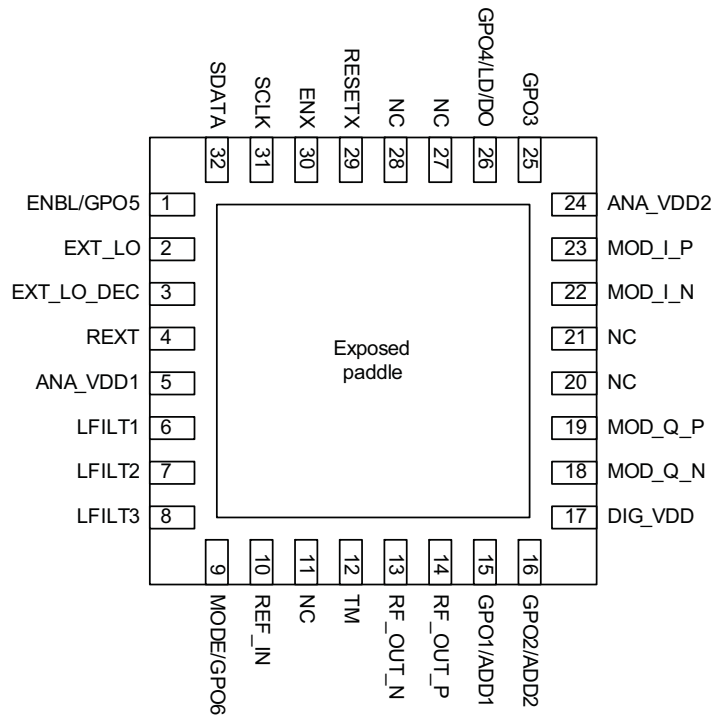 SDATA
SCLK
ENX
RESETX
NC
NC
GPO4/LD/DO
GPO3
32
31
30
29
28
27
26
25
ENBL/GPO5 1
EXT_LO 2
EXT_LO_DEC 3
REXT 4
ANA_VDD1 5
LFILT1 6
LFILT2 7
LFILT3 8
Exposed
paddle
24 ANA_VDD2
23 MOD_I_P
22 MOD_I_N
21 NC
20 NC
19 MOD_Q_P
18 MOD_Q_N
17 DIG_VDD
9
10
11
12
13
14
15
16
MODE/GPO6
REF_IN
NC
TM
RF_OUT_N
RF_OUT_P
GPO1/ADD1
GPO2/ADD2